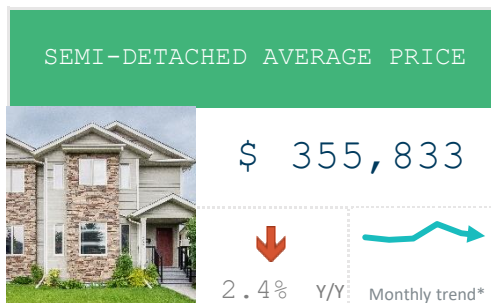 SEMI-DETACHED AVERAGE PRICE
$ 355,833
2.4% Y/Y
Monthly trend*